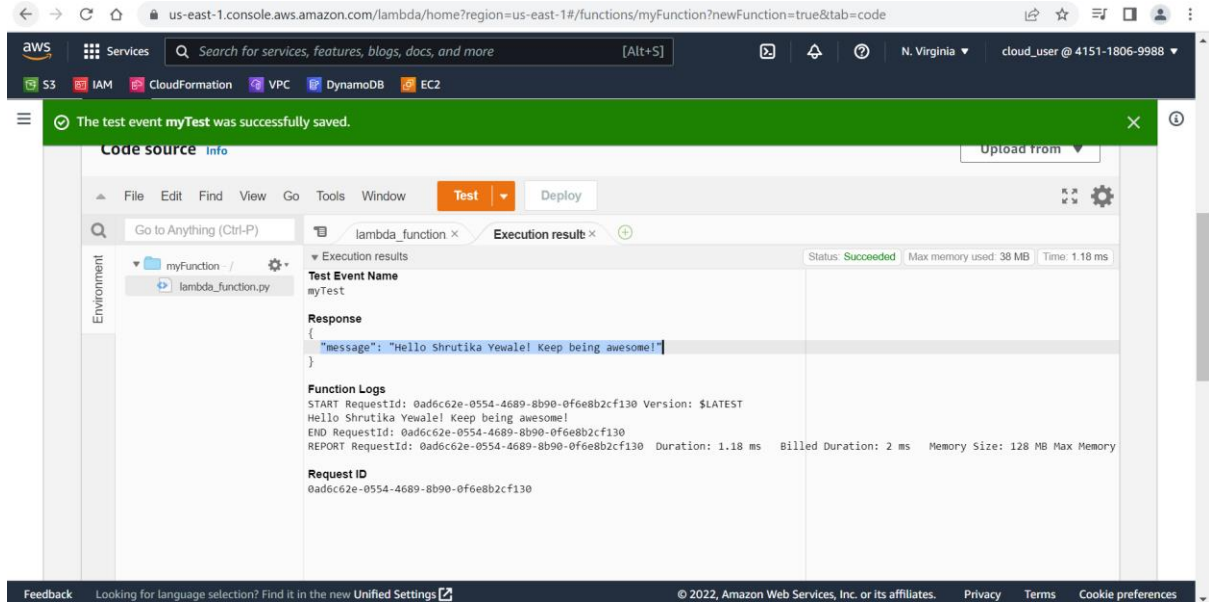 us-east-1.console.aws.amazon.com/lambda/home?region=us-east-1#/functions/myFunction?newFunction=true&tab=code
aws Services Search for services, features, blogs, docs, and more [Alt+S] N. Virginia ▼ cloud_user @ 4151-1806-9988 ▼
S3 IAM CloudFormation VPC DynamoDB EC2
The test event myTest was successfully saved.
Code source Info Upload from ▼
File Edit Find View Go Tools Window Test Deploy
Go to Anything (Ctrl-P) lambda_function × Execution results ×
Environment
myFunction - /
lambda_function.py
Execution results Status: Succeeded Max memory used: 38 MB Time: 1.18 ms
Test Event Name
myTest
Response
{
"message": "Hello Shrutika Yewale! Keep being awesome!"
}
Function Logs
START RequestId: 0ad6c62e-0554-4689-8b90-0f6e8b2cf130 Version: $LATEST
Hello Shrutika Yewale! Keep being awesome!
END RequestId: 0ad6c62e-0554-4689-8b90-0f6e8b2cf130
REPORT RequestId: 0ad6c62e-0554-4689-8b90-0f6e8b2cf130 Duration: 1.18 ms Billed Duration: 2 ms Memory Size: 128 MB Max Memory
Request ID
0ad6c62e-0554-4689-8b90-0f6e8b2cf130
Feedback Looking for language selection? Find it in the new Unified Settings © 2022, Amazon Web Services, Inc. or its affiliates. Privacy Terms Cookie preferences